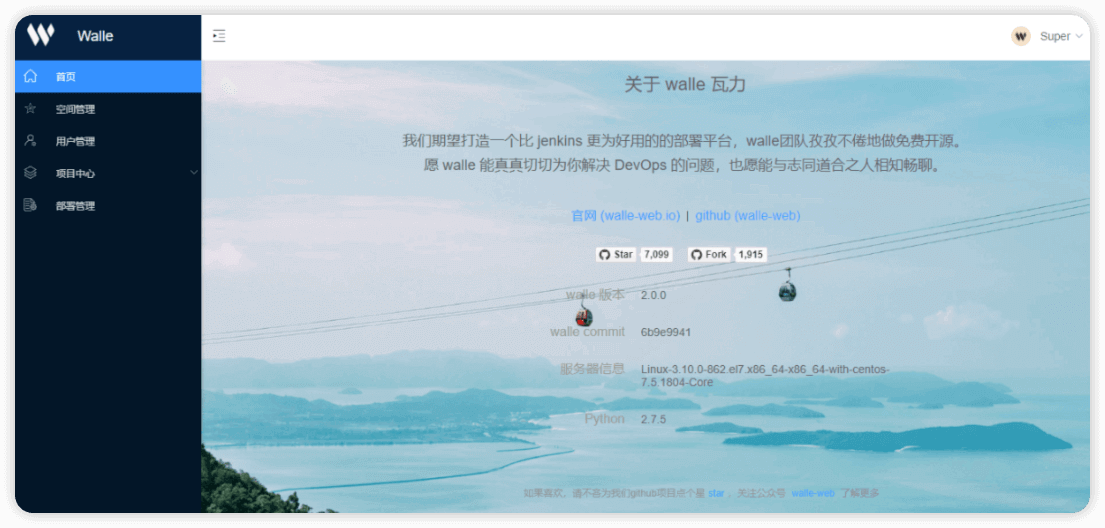 Walle
Super
首页
空间管理
用户管理
项目中心
部署管理
关于 walle 瓦力
我们期望打造一个比 jenkins 更为好用的的部署平台，walle团队孜孜不倦地做免费开源。
愿 walle 能真真切切为你解决 DevOps 的问题，也愿能与志同道合之人相知畅聊。
官网 (walle-web.io) | github (walle-web)
Star 7,099 Fork 1,915
walle 版本 2.0.0
walle commit 6b9e9941
服务器信息 Linux-3.10.0-862.el7.x86_64-x86_64-with-centos-
7.5.1804-Core
Python 2.7.5
如果喜欢，请不吝为我们github项目点个星 star ，关注公众号 walle-web 了解更多